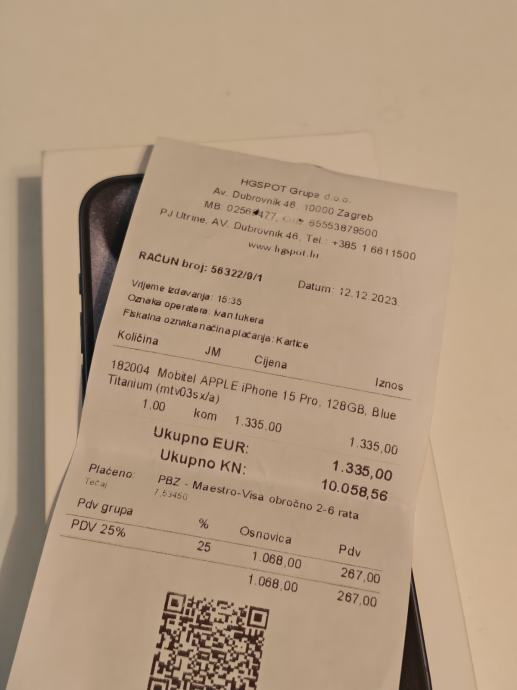 HGSPOT Grupa d.o.o.
Av. Dubrovnik 46, 10000 Zagreb
MB: 65553879500
PJ Utrine, AV. Dubrovnik 46, Tel.: +385 1 6611500
www.hgspot.hr
RAČUN broj: 56322/9/1
Datum: 12.12.2023
Vrijeme izdavanja: 15:35
Oznaka operatera: ivan.lukera
Fiskalna oznaka načina plaćanja: Kartice
Količina JM Cijena Iznos
182004 Mobitel APPLE iPhone 15 Pro, 128GB, Blue
Titanium (mtv03sx/a)
1,00 kom 1.335,00 1.335,00
Ukupno EUR: 1.335,00
Ukupno KN: 10.058,56
Plaćeno: PBZ - Maestro-Visa obročno 2-6 rata
Tečaj 7,53450
Pdv grupa % Osnovica Pdv
PDV 25% 25 1.068,00 267,00
1.068,00 267,00